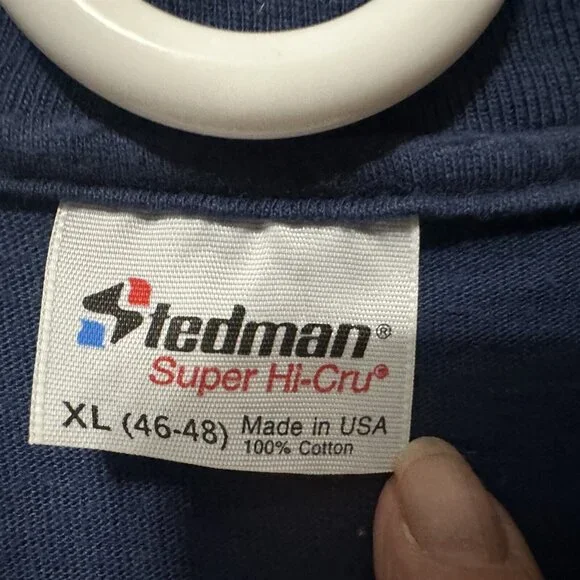 Stedman®
Super Hi-Cru®
XL (46-48) Made in USA
100% Cotton